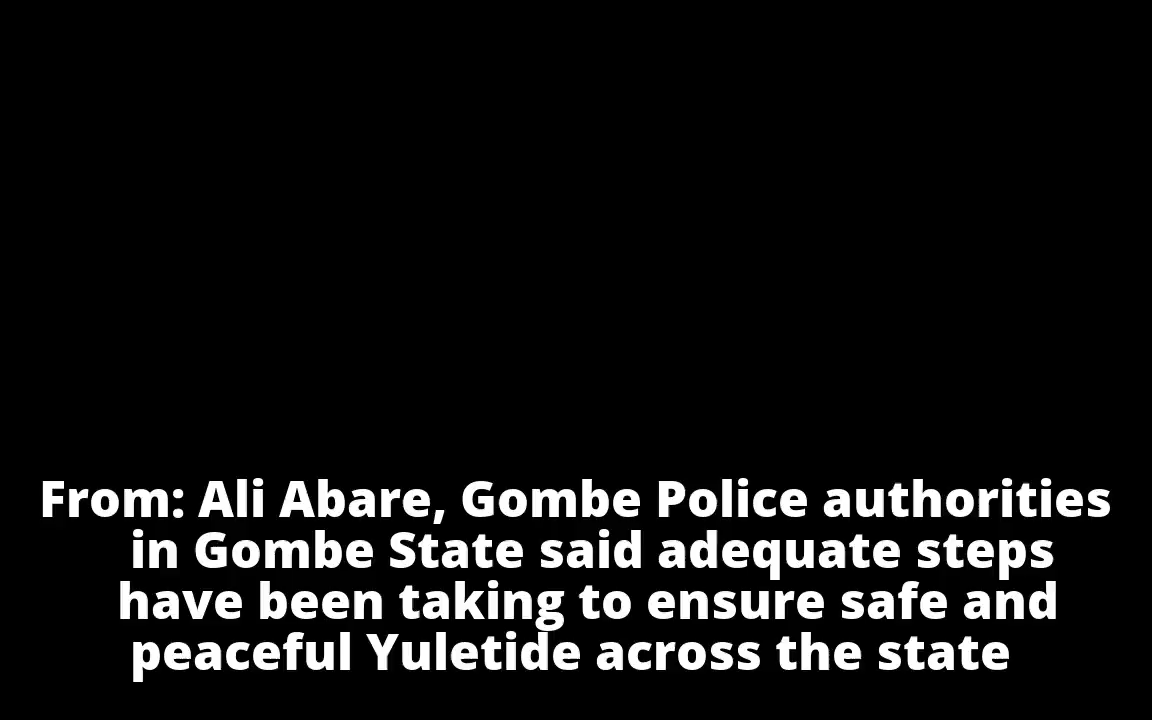 From: Ali Abare, Gombe Police authorities
in Gombe State said adequate steps
have been taking to ensure safe and
peaceful Yuletide across the state